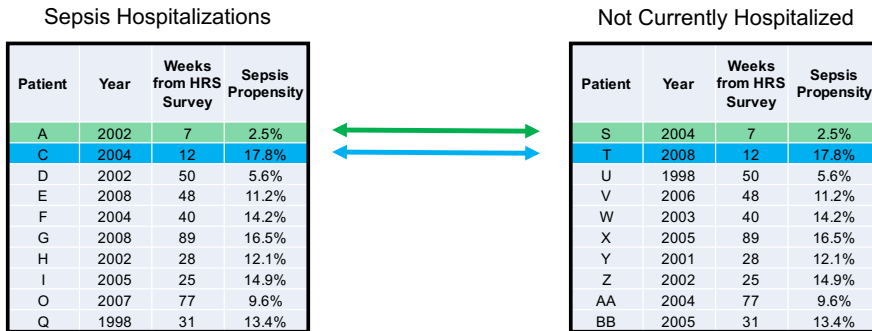 Sepsis Hospitalizations
Patient Year Weeks from HRS Survey Sepsis Propensity
A 2002 7 2.5%
C 2004 12 17.8%
D 2002 50 5.6%
E 2008 48 11.2%
F 2004 40 14.2%
G 2008 89 16.5%
H 2002 28 12.1%
I 2005 25 14.9%
O 2007 77 9.6%
Q 1998 31 13.4%
Not Currently Hospitalized
Patient Year Weeks from HRS Survey Sepsis Propensity
S 2004 7 2.5%
T 2008 12 17.8%
U 1998 50 5.6%
V 2006 48 11.2%
W 2003 40 14.2%
X 2005 89 16.5%
Y 2001 28 12.1%
Z 2002 25 14.9%
AA 2004 77 9.6%
BB 2005 31 13.4%